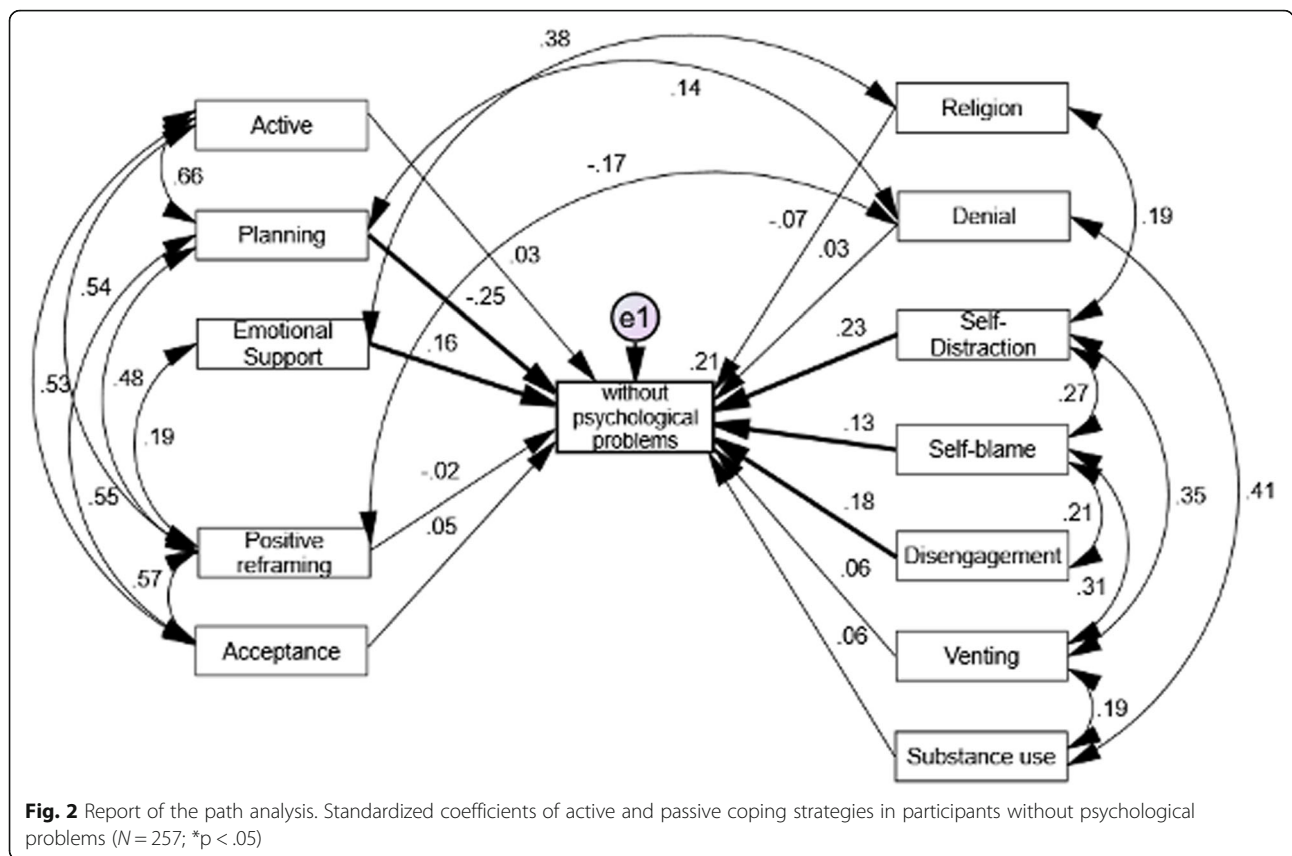 .38
.14
-.17
Active
.66
Planning
.54
.03
-.25
Emotional
Support
.16
.53
.48
.19
.55
Positive
reframing
-.02
.05
.57
Acceptance
e1
.21
without
psychological
problems
Religion
-.07
Denial
.03
.19
Self-
Distraction
.23
.27
Self-blame
.13
.35
.41
.18
.21
Disengagement
.06
.31
Venting
.06
.19
Substance use
Fig. 2 Report of the path analysis. Standardized coefficients of active and passive coping strategies in participants without psychological
problems (N = 257; *p < .05)